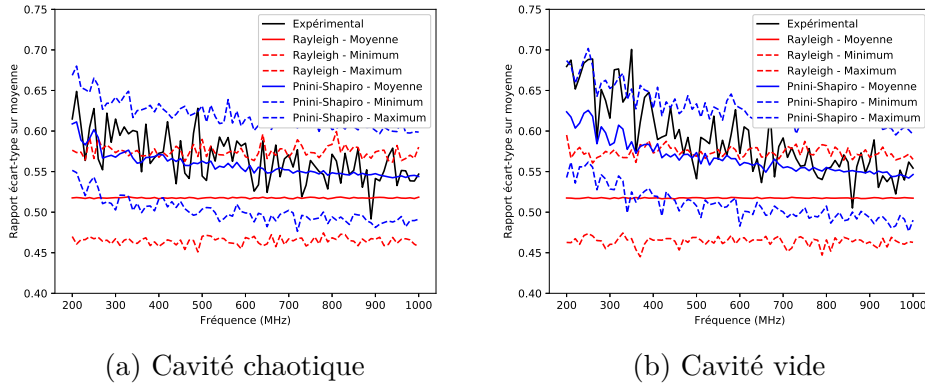 0.75
0.70
0.65
0.60
0.55
0.50
0.45
0.40
Rapport écart-type sur moyenne
200 300 400 500 600 700 800 900 1000
Fréquence (MHz)
Expérimental
Rayleigh - Moyenne
Rayleigh - Minimum
Rayleigh - Maximum
Pnini-Shapiro - Moyenne
Pnini-Shapiro - Minimum
Pnini-Shapiro - Maximum
(a) Cavité chaotique
0.75
0.70
0.65
0.60
0.55
0.50
0.45
0.40
Rapport écart-type sur moyenne
200 300 400 500 600 700 800 900 1000
Fréquence (MHz)
Expérimental
Rayleigh - Moyenne
Rayleigh - Minimum
Rayleigh - Maximum
Pnini-Shapiro - Moyenne
Pnini-Shapiro - Minimum
Pnini-Shapiro - Maximum
(b) Cavité vide